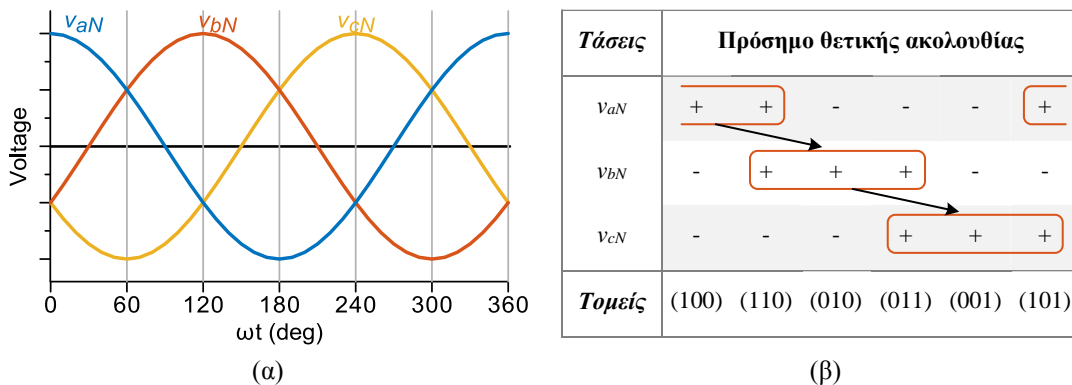 vaN vbN vcN
Voltage
0 60 120 180 240 300 360
ωt (deg)
(α)
Τάσεις Πρόσημο θετικής ακολουθίας
vaN + + - - - +
vbN - + + + - -
vcN - - - + + +
Τομείς (100) (110) (010) (011) (001) (101)
(β)